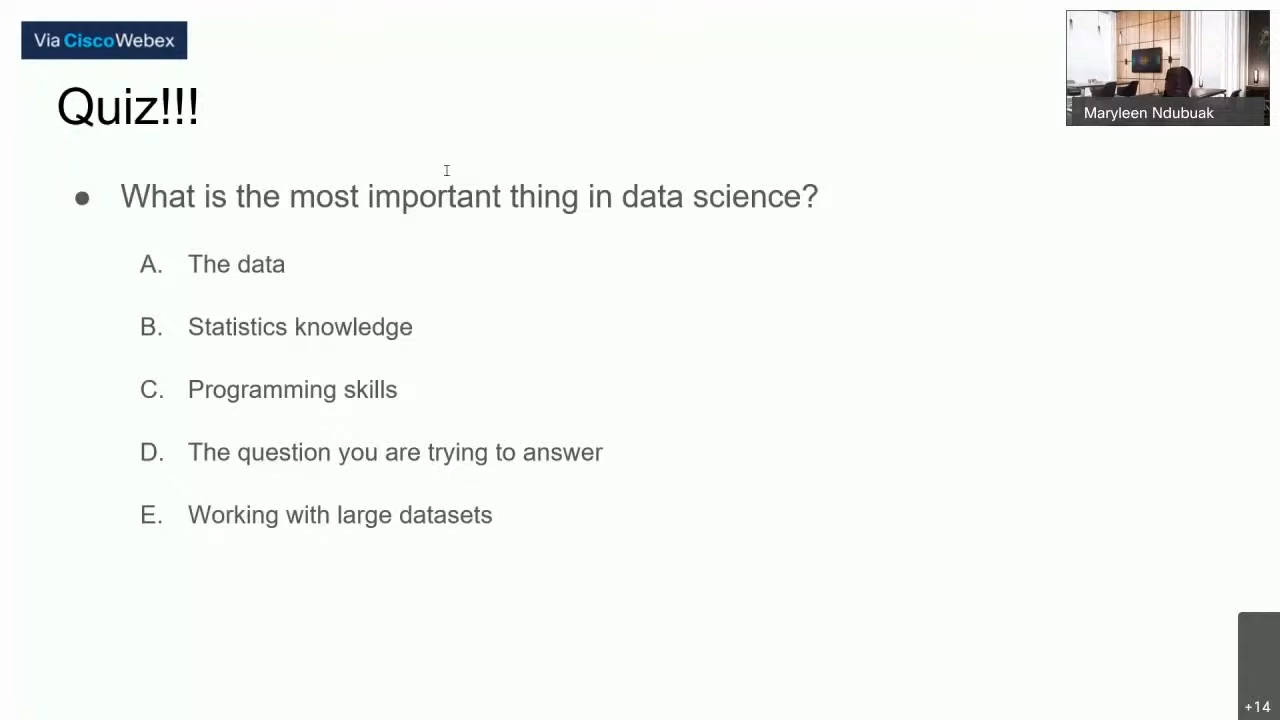 Via CiscoWebex
Maryleen Ndubuak
Quiz!!!
● What is the most important thing in data science?
A. The data
B. Statistics knowledge
C. Programming skills
D. The question you are trying to answer
E. Working with large datasets
+14